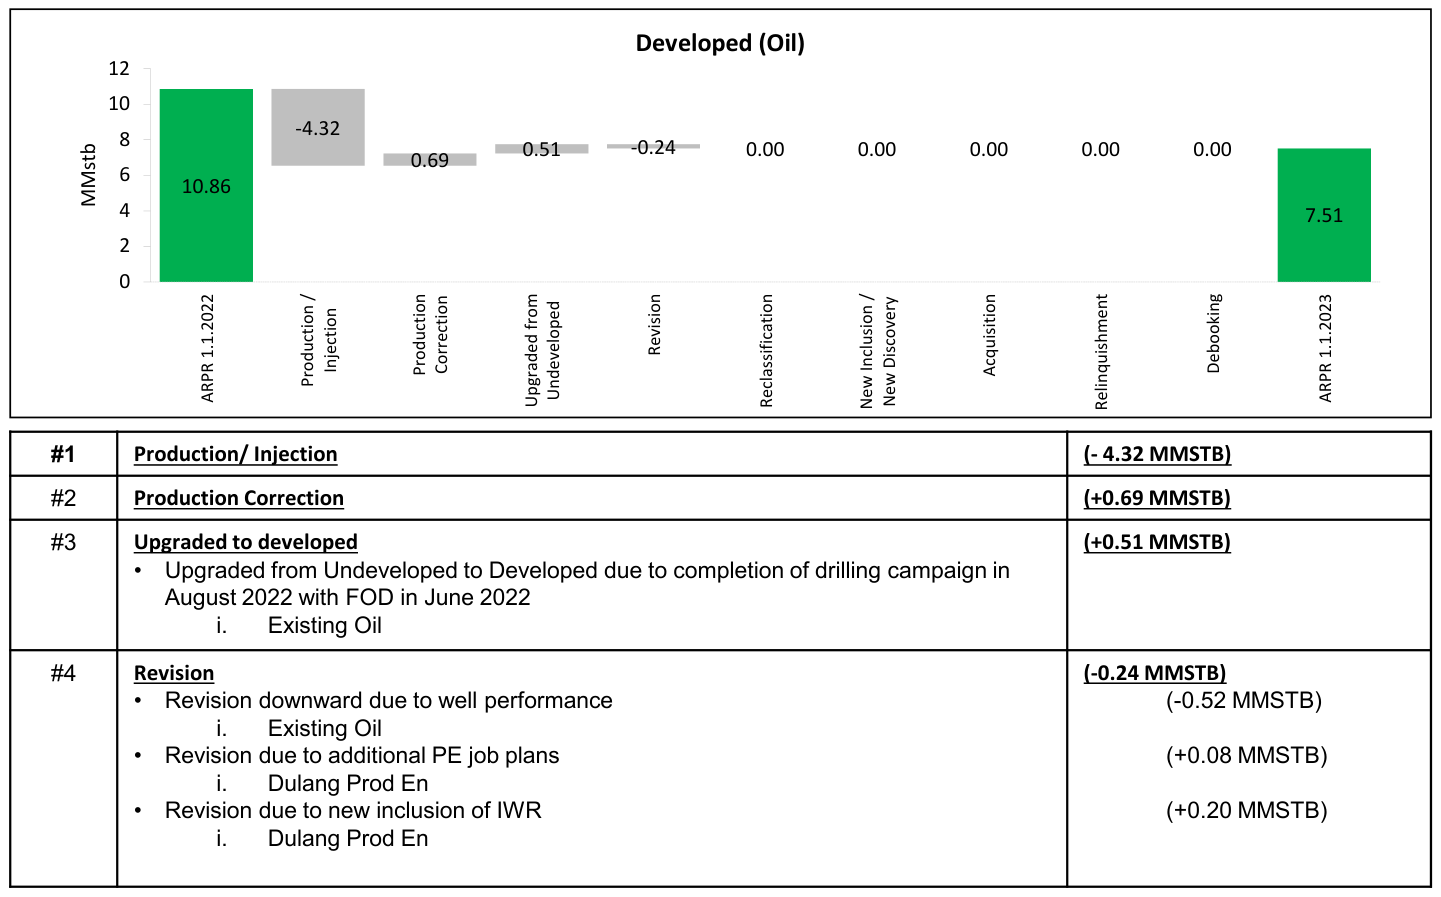 Developed (Oil)
MMstb
12
10
8
6
4
2
0
10.86
-4.32
0.69
0.51
-0.24
0.00
0.00
0.00
0.00
0.00
7.51
ARPR 1.1.2022
Production /
Injection
Production
Correction
Upgraded from
Undeveloped
Revision
Reclassification
New Inclusion /
New Discovery
Acquisition
Relinquishment
Debooking
ARPR 1.1.2023
#1 Production/ Injection (- 4.32 MMSTB)
#2 Production Correction (+0.69 MMSTB)
#3 Upgraded to developed (+0.51 MMSTB)
• Upgraded from Undeveloped to Developed due to completion of drilling campaign in
August 2022 with FOD in June 2022
i. Existing Oil
#4 Revision (-0.24 MMSTB)
• Revision downward due to well performance (-0.52 MMSTB)
i. Existing Oil
• Revision due to additional PE job plans (+0.08 MMSTB)
i. Dulang Prod En
• Revision due to new inclusion of IWR (+0.20 MMSTB)
i. Dulang Prod En